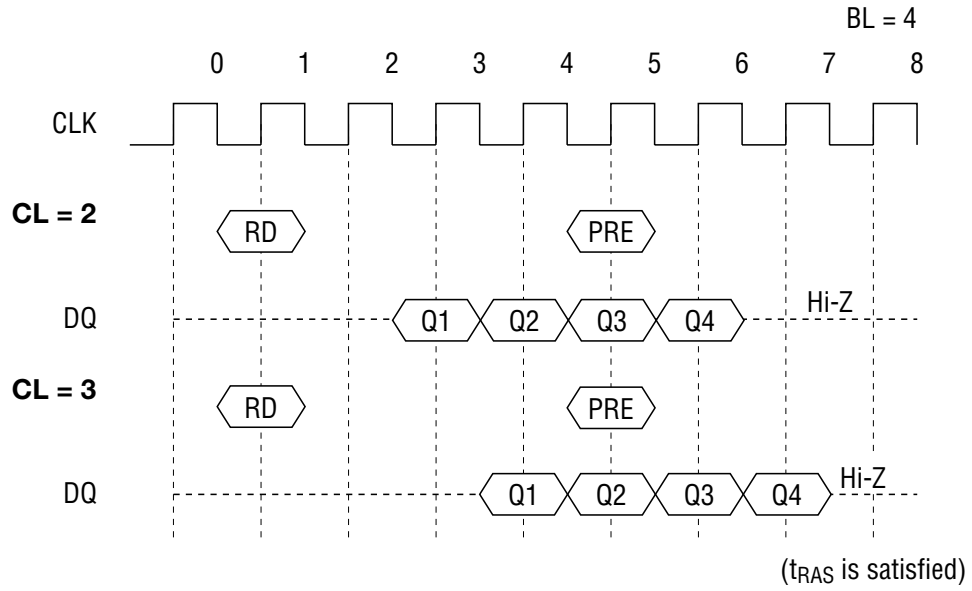 BL = 4
0 1 2 3 4 5 6 7 8
CLK
CL = 2
RD PRE
DQ Q1 Q2 Q3 Q4 Hi-Z
CL = 3
RD PRE
DQ Q1 Q2 Q3 Q4 Hi-Z
(tRAS is satisfied)